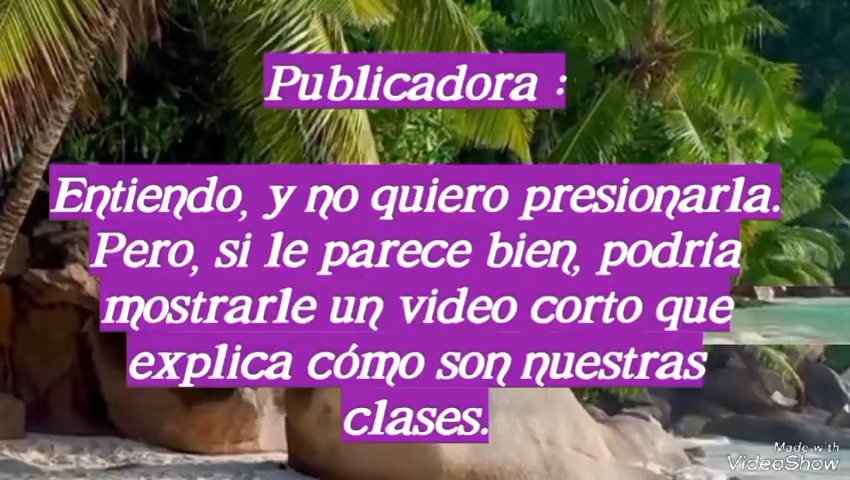 Publicadora :
Entiendo, y no quiero presionarla.
Pero, si le parece bien, podría
mostrarle un video corto que
explica cómo son nuestras
clases.
Made with
VideoShow